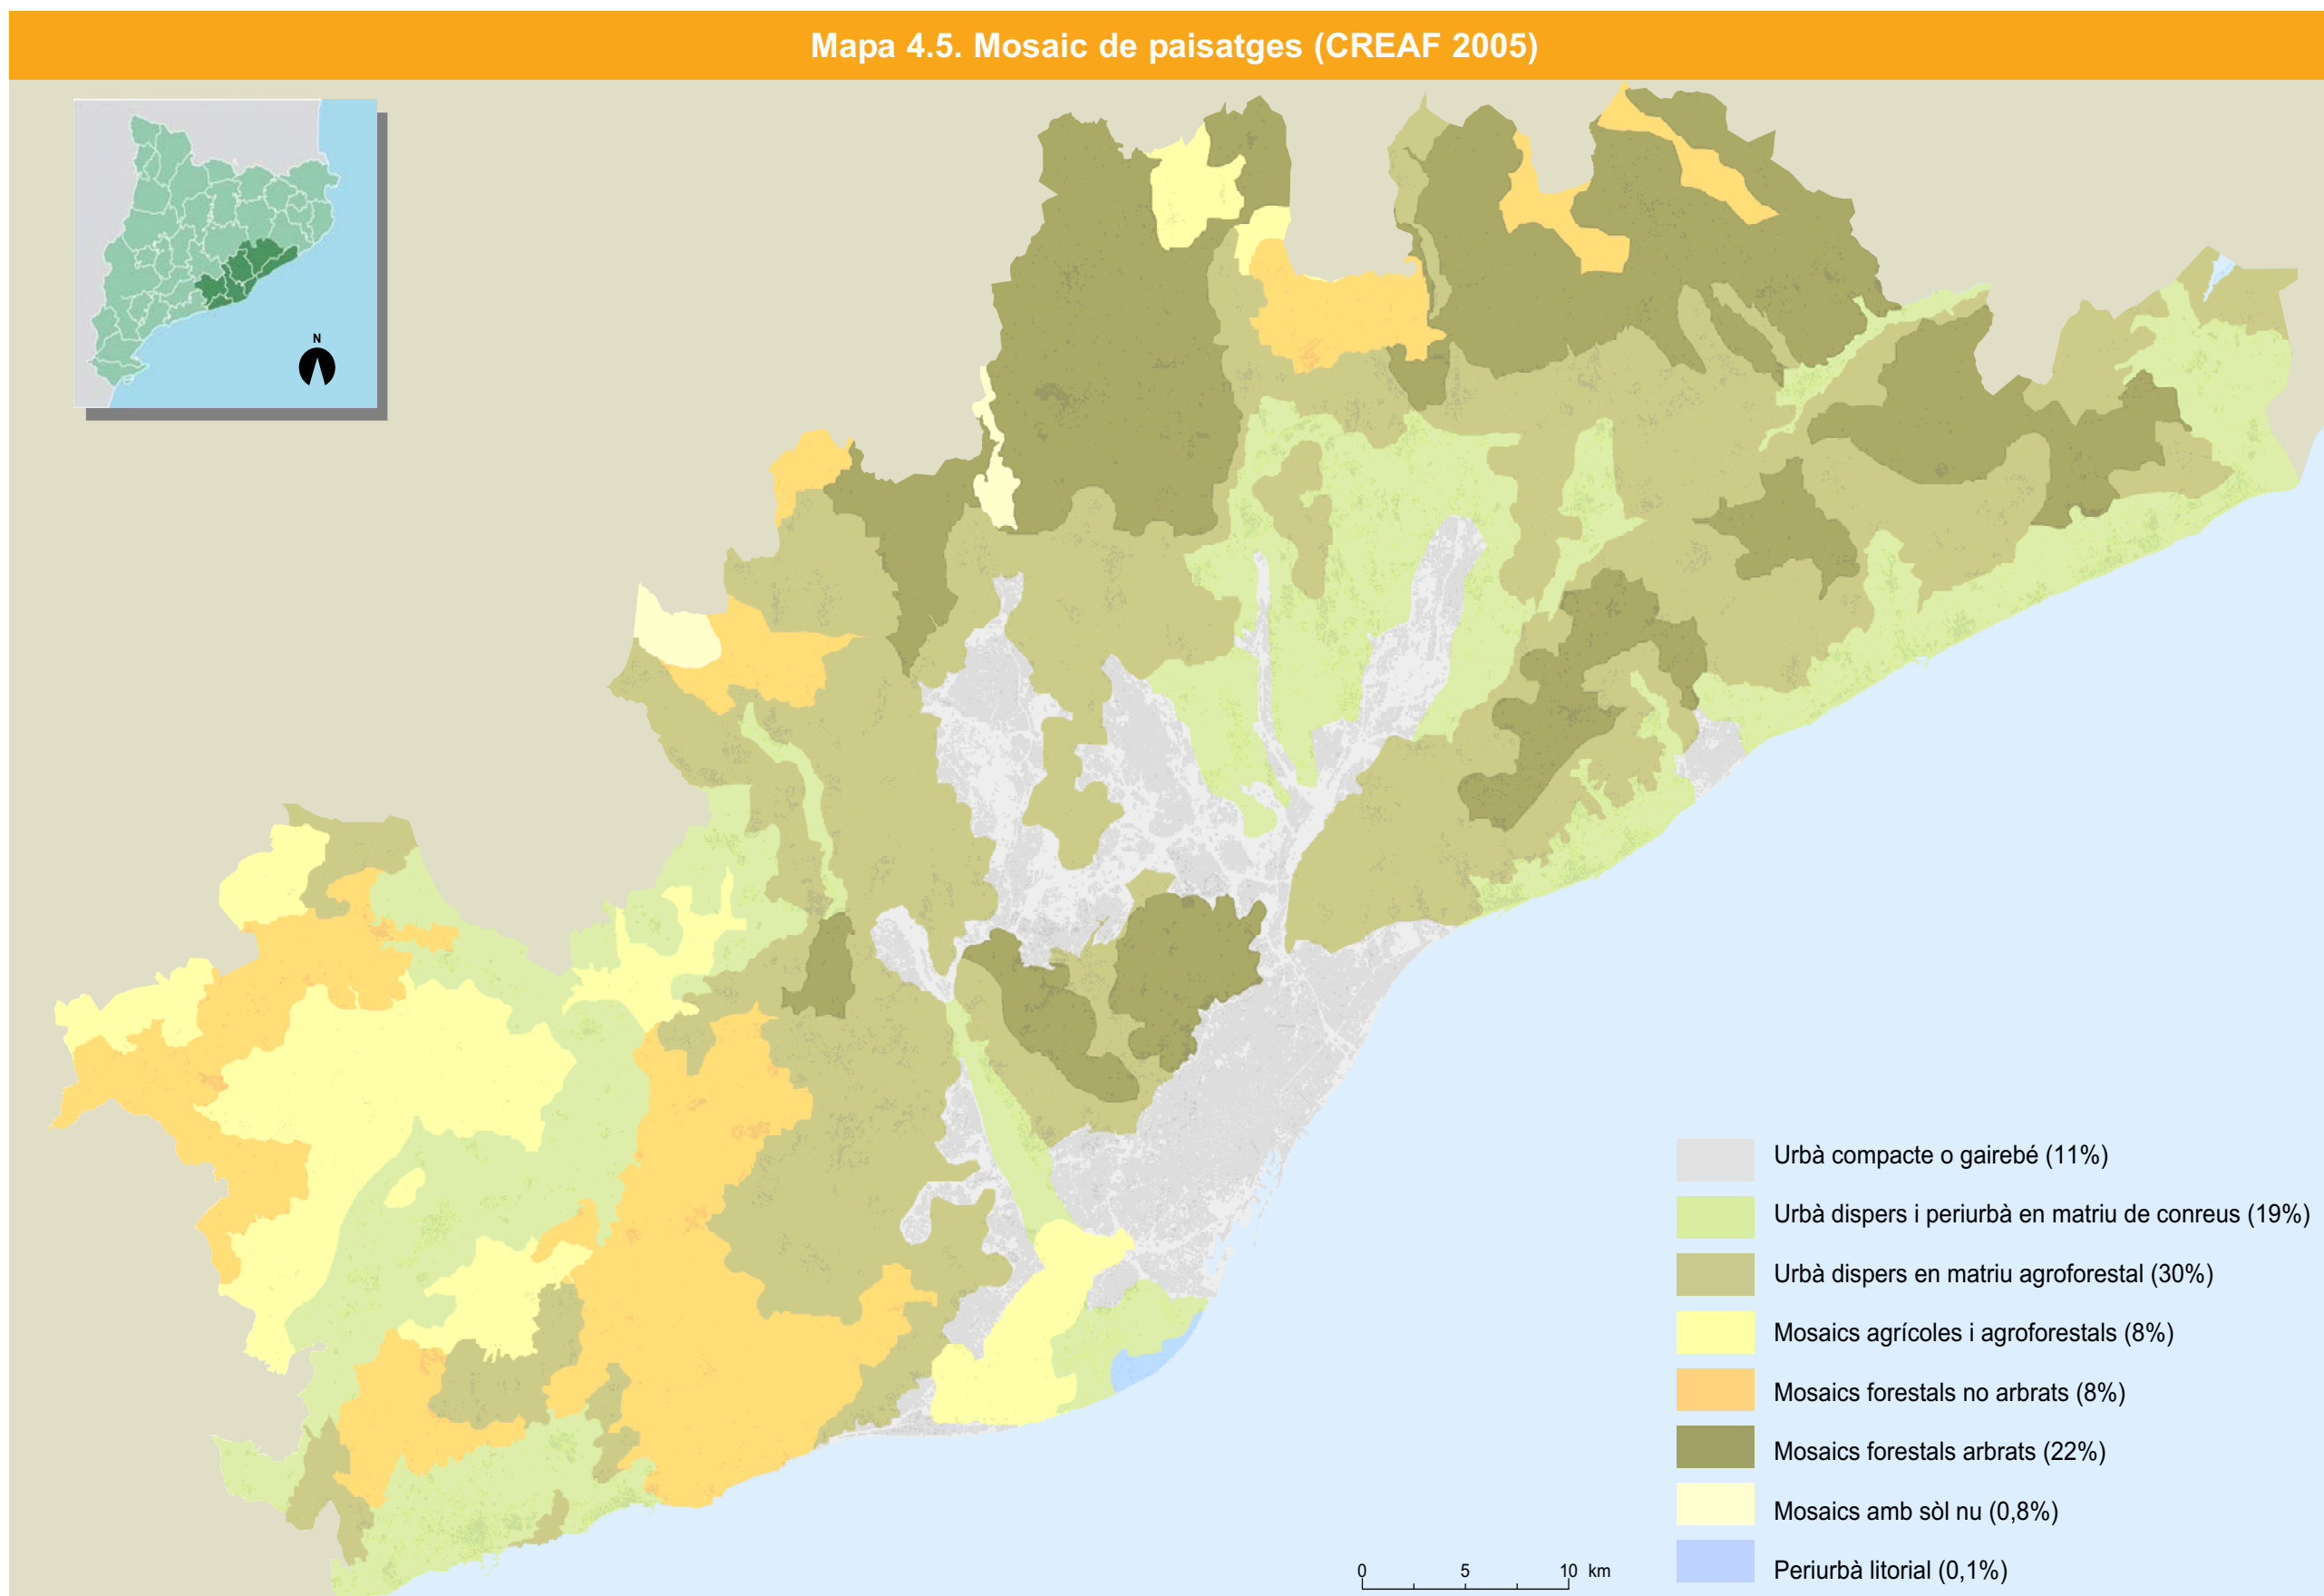 Mapa 4.5. Mosaic de paisatges (CREAF 2005)
N
Urbà compacte o gairebé (11%)
Urbà dispers i periurbà en matriu de conreus (19%)
Urbà dispers en matriu agroforestal (30%)
Mosaics agrícoles i agroforestals (8%)
Mosaics forestals no arbrats (8%)
Mosaics forestals arbrats (22%)
Mosaics amb sòl nu (0,8%)
Periurbà litorial (0,1%)
0 5 10 km